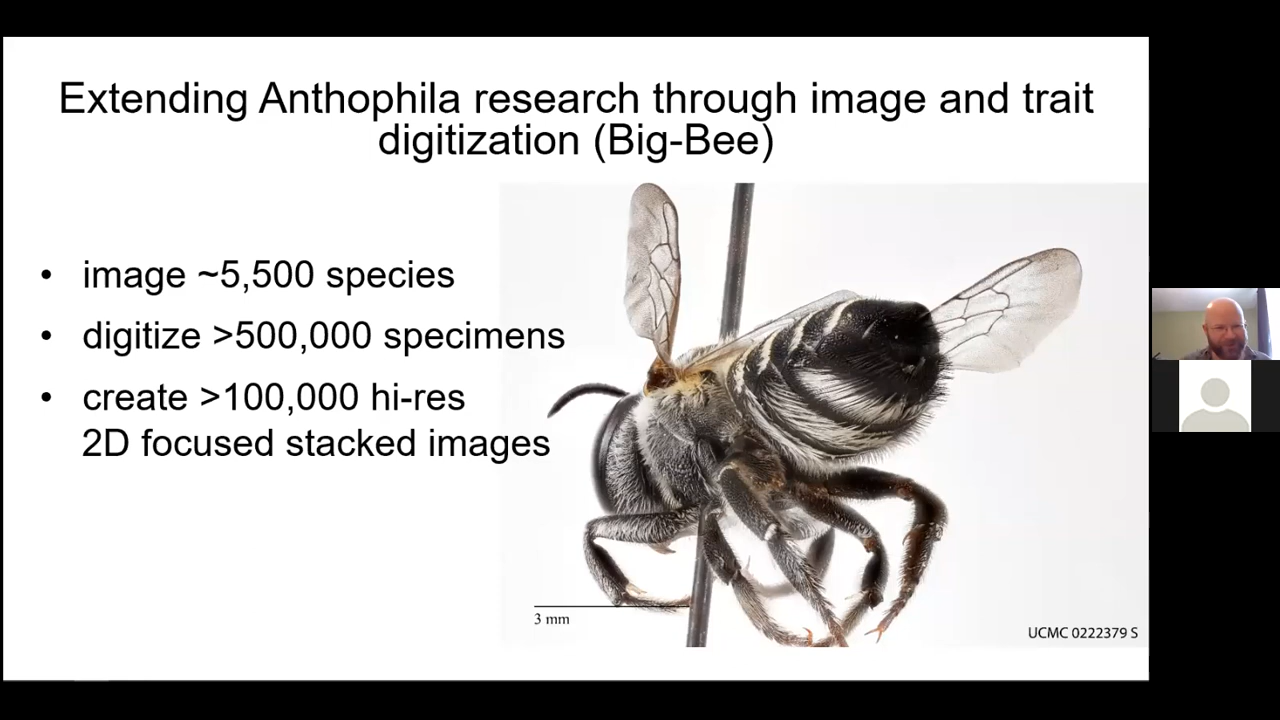 Extending Anthophila research through image and trait
digitization (Big-Bee)
• image ~5,500 species
• digitize >500,000 specimens
• create >100,000 hi-res
2D focused stacked images
3 mm
UCMC 0222379 S